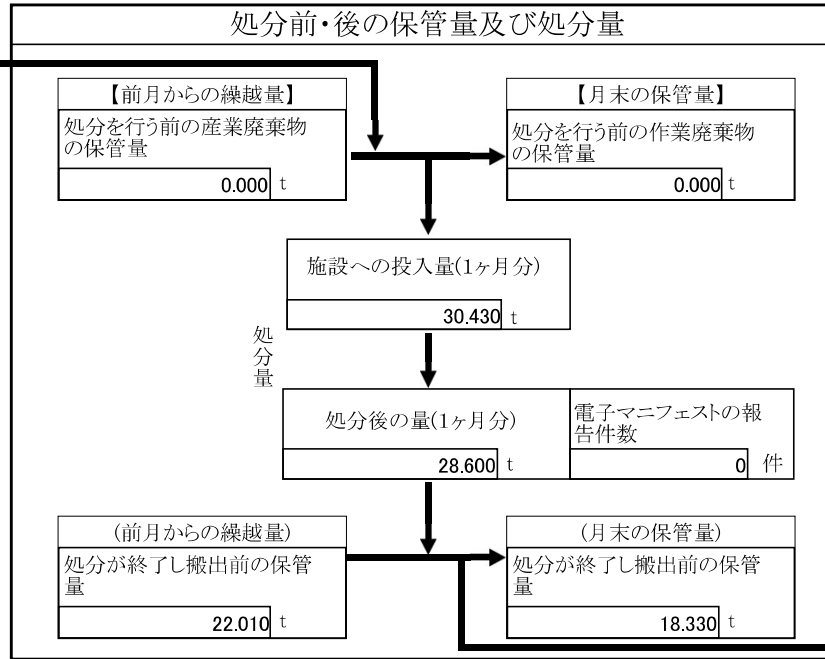 処分前・後の保管量及び処分量
【前月からの繰越量】
処分を行う前の産業廃棄物
の保管量
0.000 t
【月末の保管量】
処分を行う前の作業廃棄物
の保管量
0.000 t
施設への投入量(1ヶ月分)
30.430 t
処分量
処分後の量(1ヶ月分)
28.600 t
電子マニフェストの報
告件数
0 件
(前月からの繰越量)
処分が終了し搬出前の保管
量
22.010 t
(月末の保管量)
処分が終了し搬出前の保管
量
18.330 t